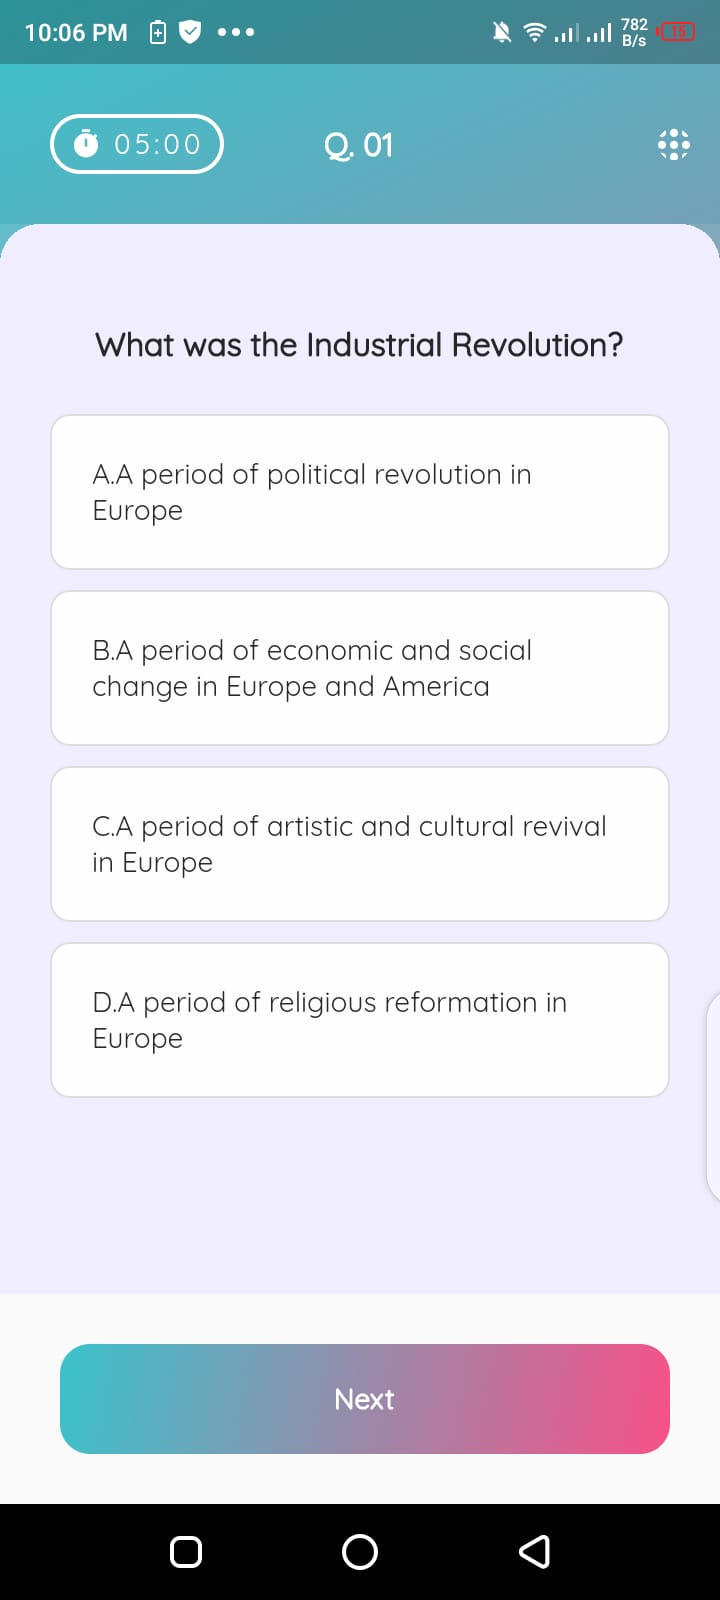 10:06 PM
782
B/s
15
05:00
Q. 01
What was the Industrial Revolution?
A.A period of political revolution in
Europe
B.A period of economic and social
change in Europe and America
C.A period of artistic and cultural revival
in Europe
D.A period of religious reformation in
Europe
Next